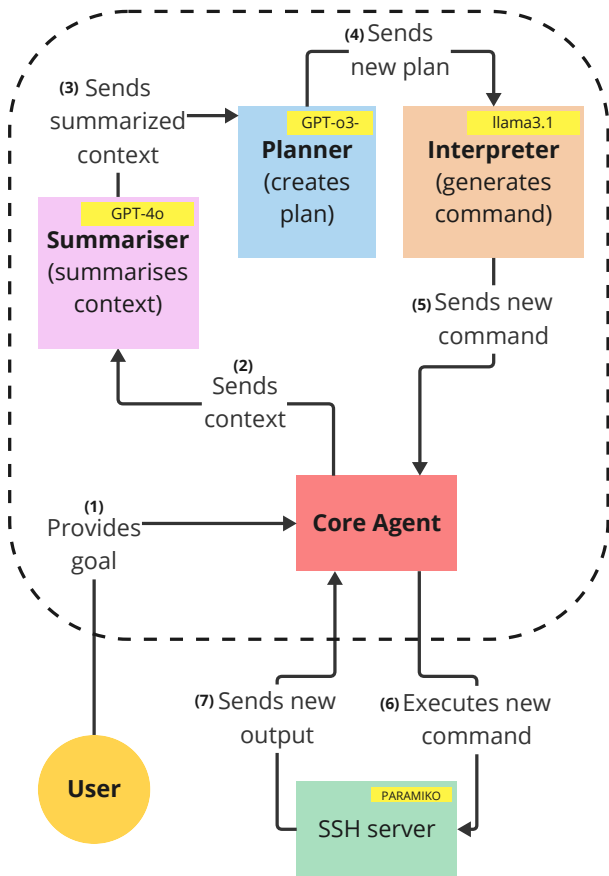 (4) Sends
new plan
(3) Sends
summarized
context
GPT-o3-
Planner
(creates
plan)
llama3.1
Interpreter
(generates
command)
GPT-4o
Summariser
(summarises
context)
(5) Sends new
command
(2)
Sends
context
(1)
Provides
goal
Core Agent
(7) Sends new
output
(6) Executes new
command
User
PARAMIKO
SSH server